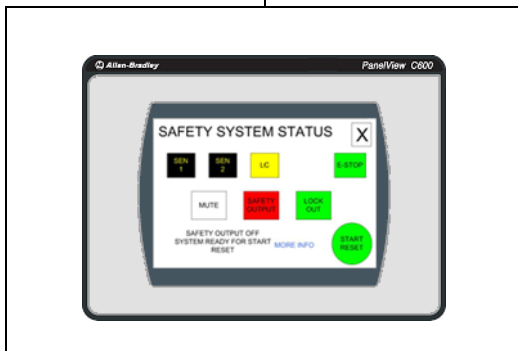 Allen-Bradley PanelView C600
SAFETY SYSTEM STATUS X
SEN 1
SEN 2
LC
E-STOP
MUTE
SAFETY OUTPUT
LOCK OUT
SAFETY OUTPUT OFF
SYSTEM READY FOR START
RESET
MORE INFO
START RESET